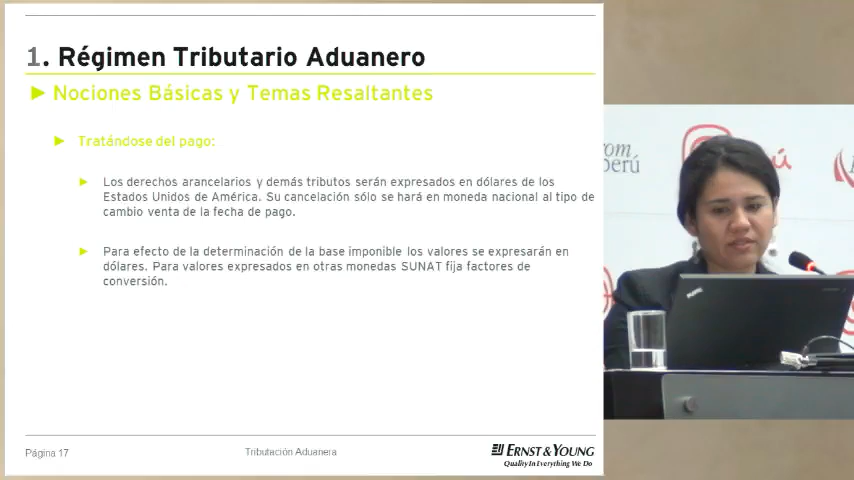 1. Régimen Tributario Aduanero
► Nociones Básicas y Temas Resaltantes
► Tratándose del pago:
► Los derechos arancelarios y demás tributos serán expresados en dólares de los
Estados Unidos de América. Su cancelación sólo se hará en moneda nacional al tipo de
cambio venta de la fecha de pago.
► Para efecto de la determinación de la base imponible los valores se expresarán en
dólares. Para valores expresados en otras monedas SUNAT fija factores de
conversión.
Página 17
Tributación Aduanera
ERNST & YOUNG
Quality In Everything We Do
om
perú
ú